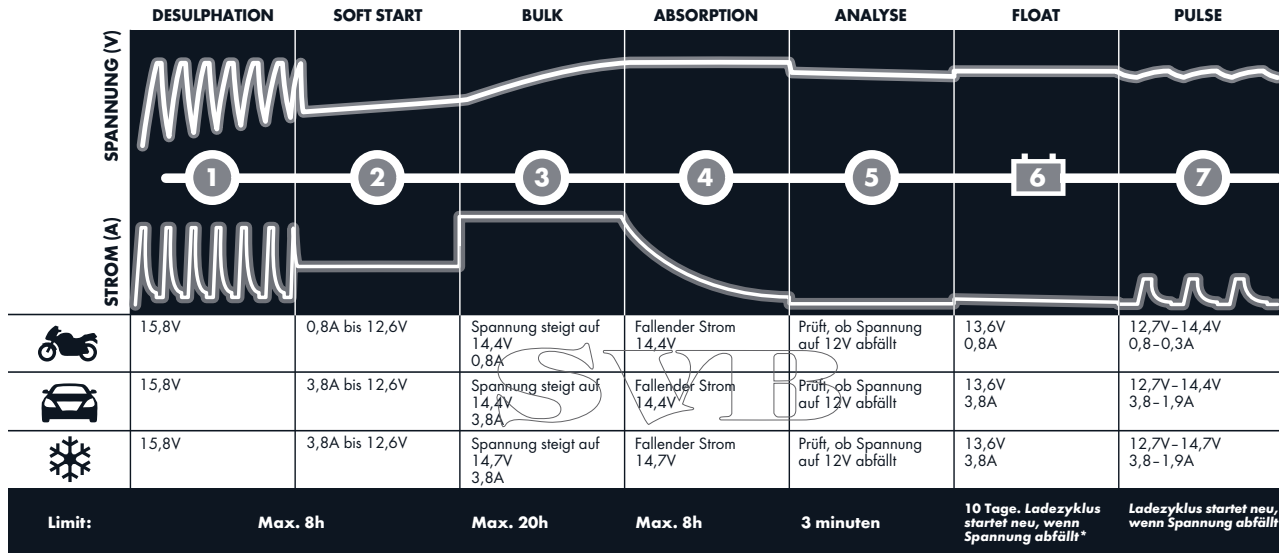 DESULPHATION SOFT START BULK ABSORPTION ANALYSE FLOAT PULSE
SPANNUNG (V)
1 2 3 4 5 6 7
STROM (A)
15,8V
0,8A bis 12,6V
Spannung steigt auf
14,4V
0,8A
Fallender Strom
14,4V
Prüft, ob Spannung
auf 12V abfällt
13,6V
0,8A
12,7V–14,4V
0,8–0,3A
15,8V
3,8A bis 12,6V
Spannung steigt auf
14,4V
3,8A
Fallender Strom
14,4V
Prüft, ob Spannung
auf 12V abfällt
13,6V
3,8A
12,7V–14,4V
3,8–1,9A
15,8V
3,8A bis 12,6V
Spannung steigt auf
14,7V
3,8A
Fallender Strom
14,7V
Prüft, ob Spannung
auf 12V abfällt
13,6V
3,8A
12,7V–14,7V
3,8–1,9A
Limit:
Max. 8h
Max. 20h
Max. 8h
3 minuten
10 Tage. Ladezyklus
startet neu, wenn
Spannung abfällt*
Ladezyklus startet neu,
wenn Spannung abfällt
SVB